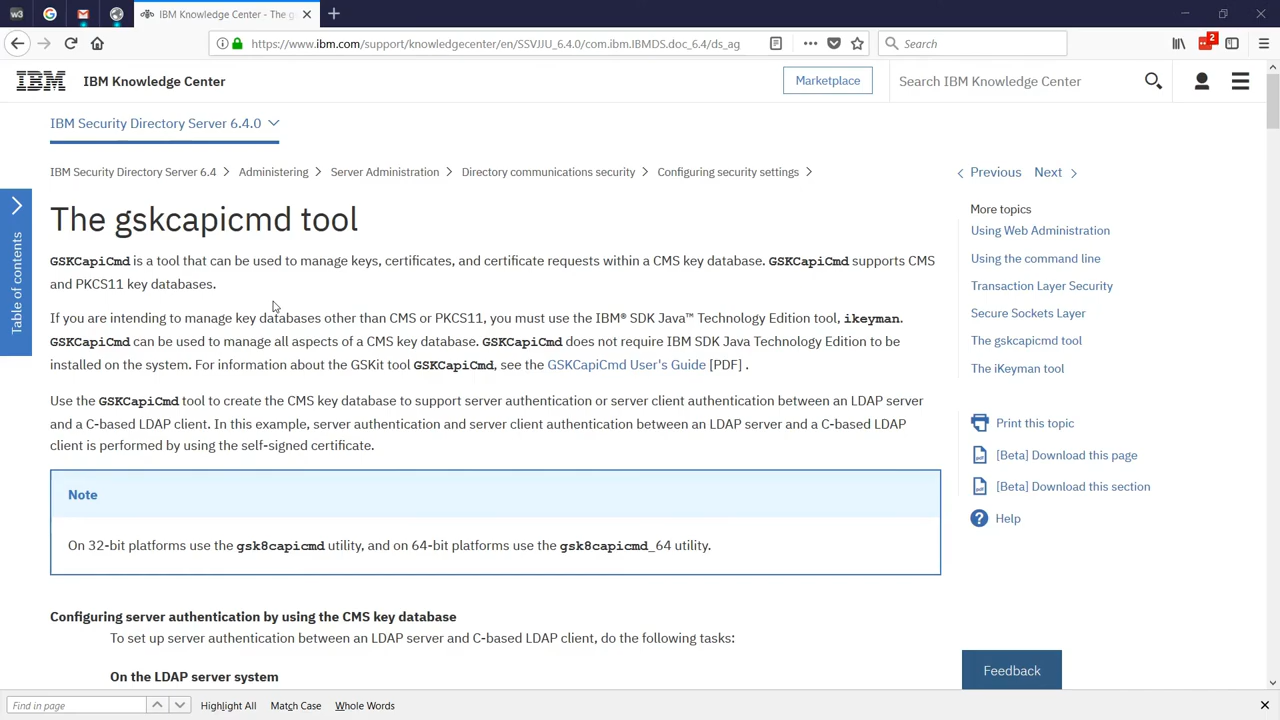 w3
IBM Knowledge Center - The g
https://www.ibm.com/support/knowledgecenter/en/SSVJJU_6.4.0/com.ibm.IBMDS.doc_6.4/ds_ag
Search
2
IBM
IBM Knowledge Center
Marketplace
Search IBM Knowledge Center
IBM Security Directory Server 6.4.0
IBM Security Directory Server 6.4 > Administering > Server Administration > Directory communications security > Configuring security settings >
Previous
Next
Table of contents
The gskcapicmd tool
GSKCapiCmd is a tool that can be used to manage keys, certificates, and certificate requests within a CMS key database. GSKCapiCmd supports CMS
and PKCS11 key databases.
If you are intending to manage key databases other than CMS or PKCS11, you must use the IBM® SDK Java™ Technology Edition tool, ikeyman.
GSKCapiCmd can be used to manage all aspects of a CMS key database. GSKCapiCmd does not require IBM SDK Java Technology Edition to be
installed on the system. For information about the GSKit tool GSKCapiCmd, see the GSKCapiCmd User's Guide [PDF] .
Use the GSKCapiCmd tool to create the CMS key database to support server authentication or server client authentication between an LDAP server
and a C-based LDAP client. In this example, server authentication and server client authentication between an LDAP server and a C-based LDAP
client is performed by using the self-signed certificate.
Note
On 32-bit platforms use the gsk8capicmd utility, and on 64-bit platforms use the gsk8capicmd_64 utility.
Configuring server authentication by using the CMS key database
To set up server authentication between an LDAP server and C-based LDAP client, do the following tasks:
On the LDAP server system
More topics
Using Web Administration
Using the command line
Transaction Layer Security
Secure Sockets Layer
The gskcapicmd tool
The iKeyman tool
Print this topic
[Beta] Download this page
[Beta] Download this section
Help
Feedback
Find in page
Highlight All
Match Case
Whole Words